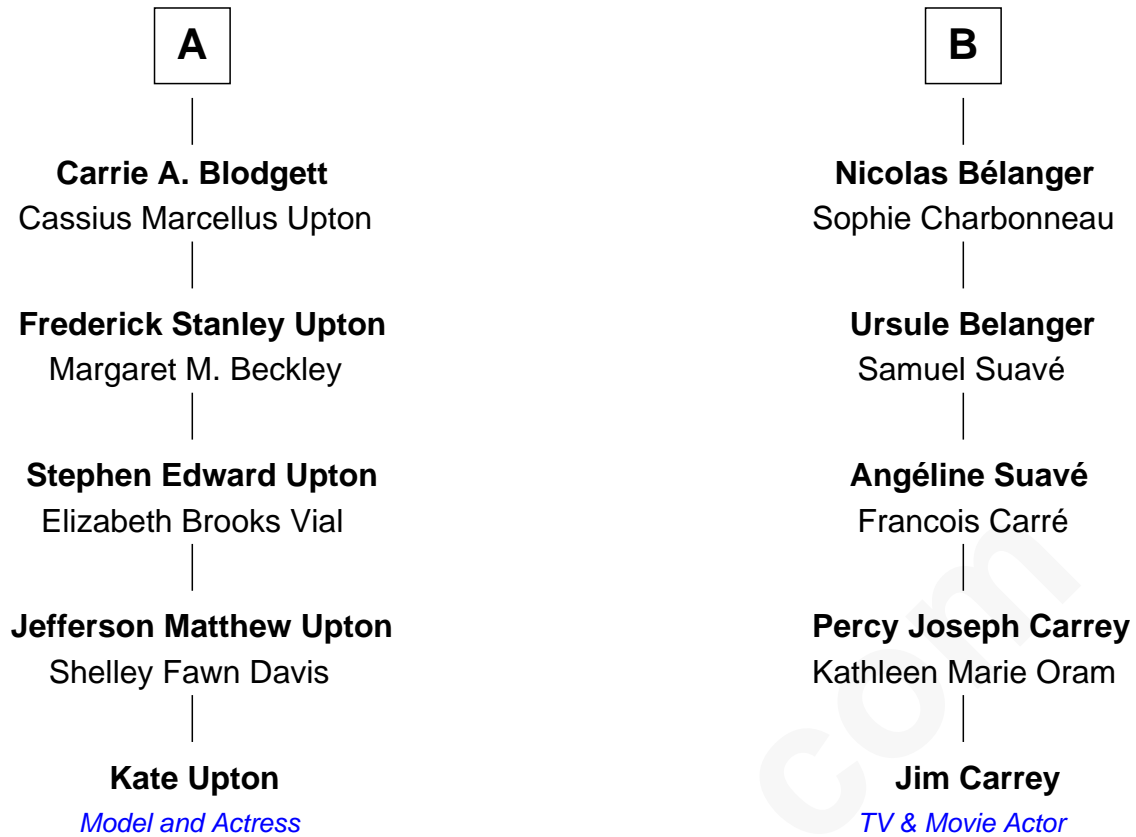 A
Carrie A. Blodgett
Cassius Marcellus Upton
Frederick Stanley Upton
Margaret M. Beckley
Stephen Edward Upton
Elizabeth Brooks Vial
Jefferson Matthew Upton
Shelley Fawn Davis
Kate Upton
Model and Actress
B
Nicolas Bélanger
Sophie Charbonneau
Ursule Belanger
Samuel Suavé
Angéline Suavé
Francois Carré
Percy Joseph Carrey
Kathleen Marie Oram
Jim Carrey
TV & Movie Actor
com